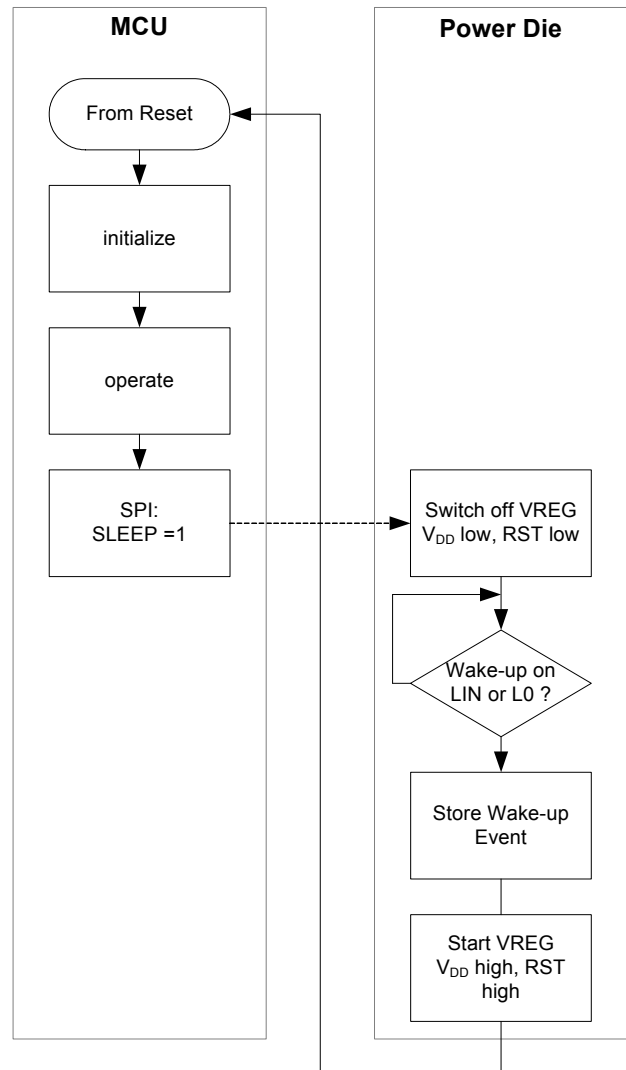 MCU
From Reset
initialize
operate
SPI:
SLEEP =1
Power Die
Switch off VREG
VDD low, RST low
Wake-up on
LIN or L0 ?
Store Wake-up
Event
Start VREG
VDD high, RST
high